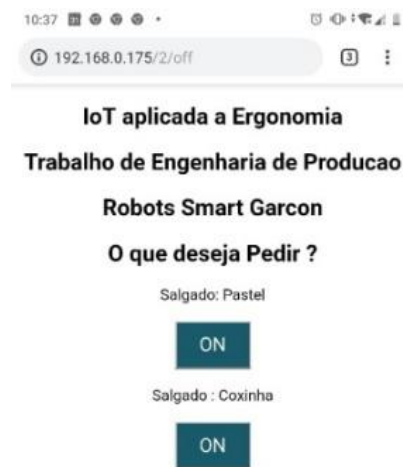 10:37
192.168.0.175/2/off
3
IoT aplicada a Ergonomia
Trabalho de Engenharia de Producao
Robots Smart Garcon
O que deseja Pedir ?
Salgado: Pastel
ON
Salgado : Coxinha
ON